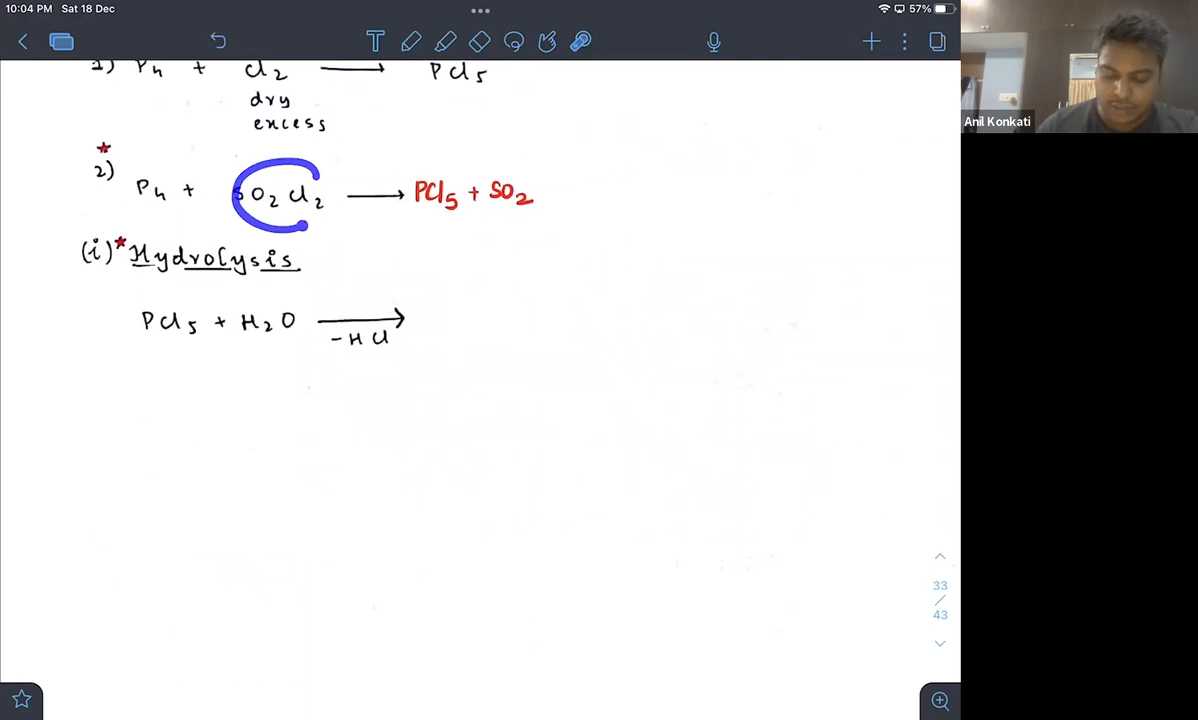 10:04 PM Sat 18 Dec
57%
Anil Konkati
1) P4 + Cl2 ⟶ PCl5
dry
excess
*
2) P4 + SO2Cl2 ⟶ PCl5 + SO2
(i)* Hydrolysis
PCl5 + H2O ⟶
-HCl
33
/
43